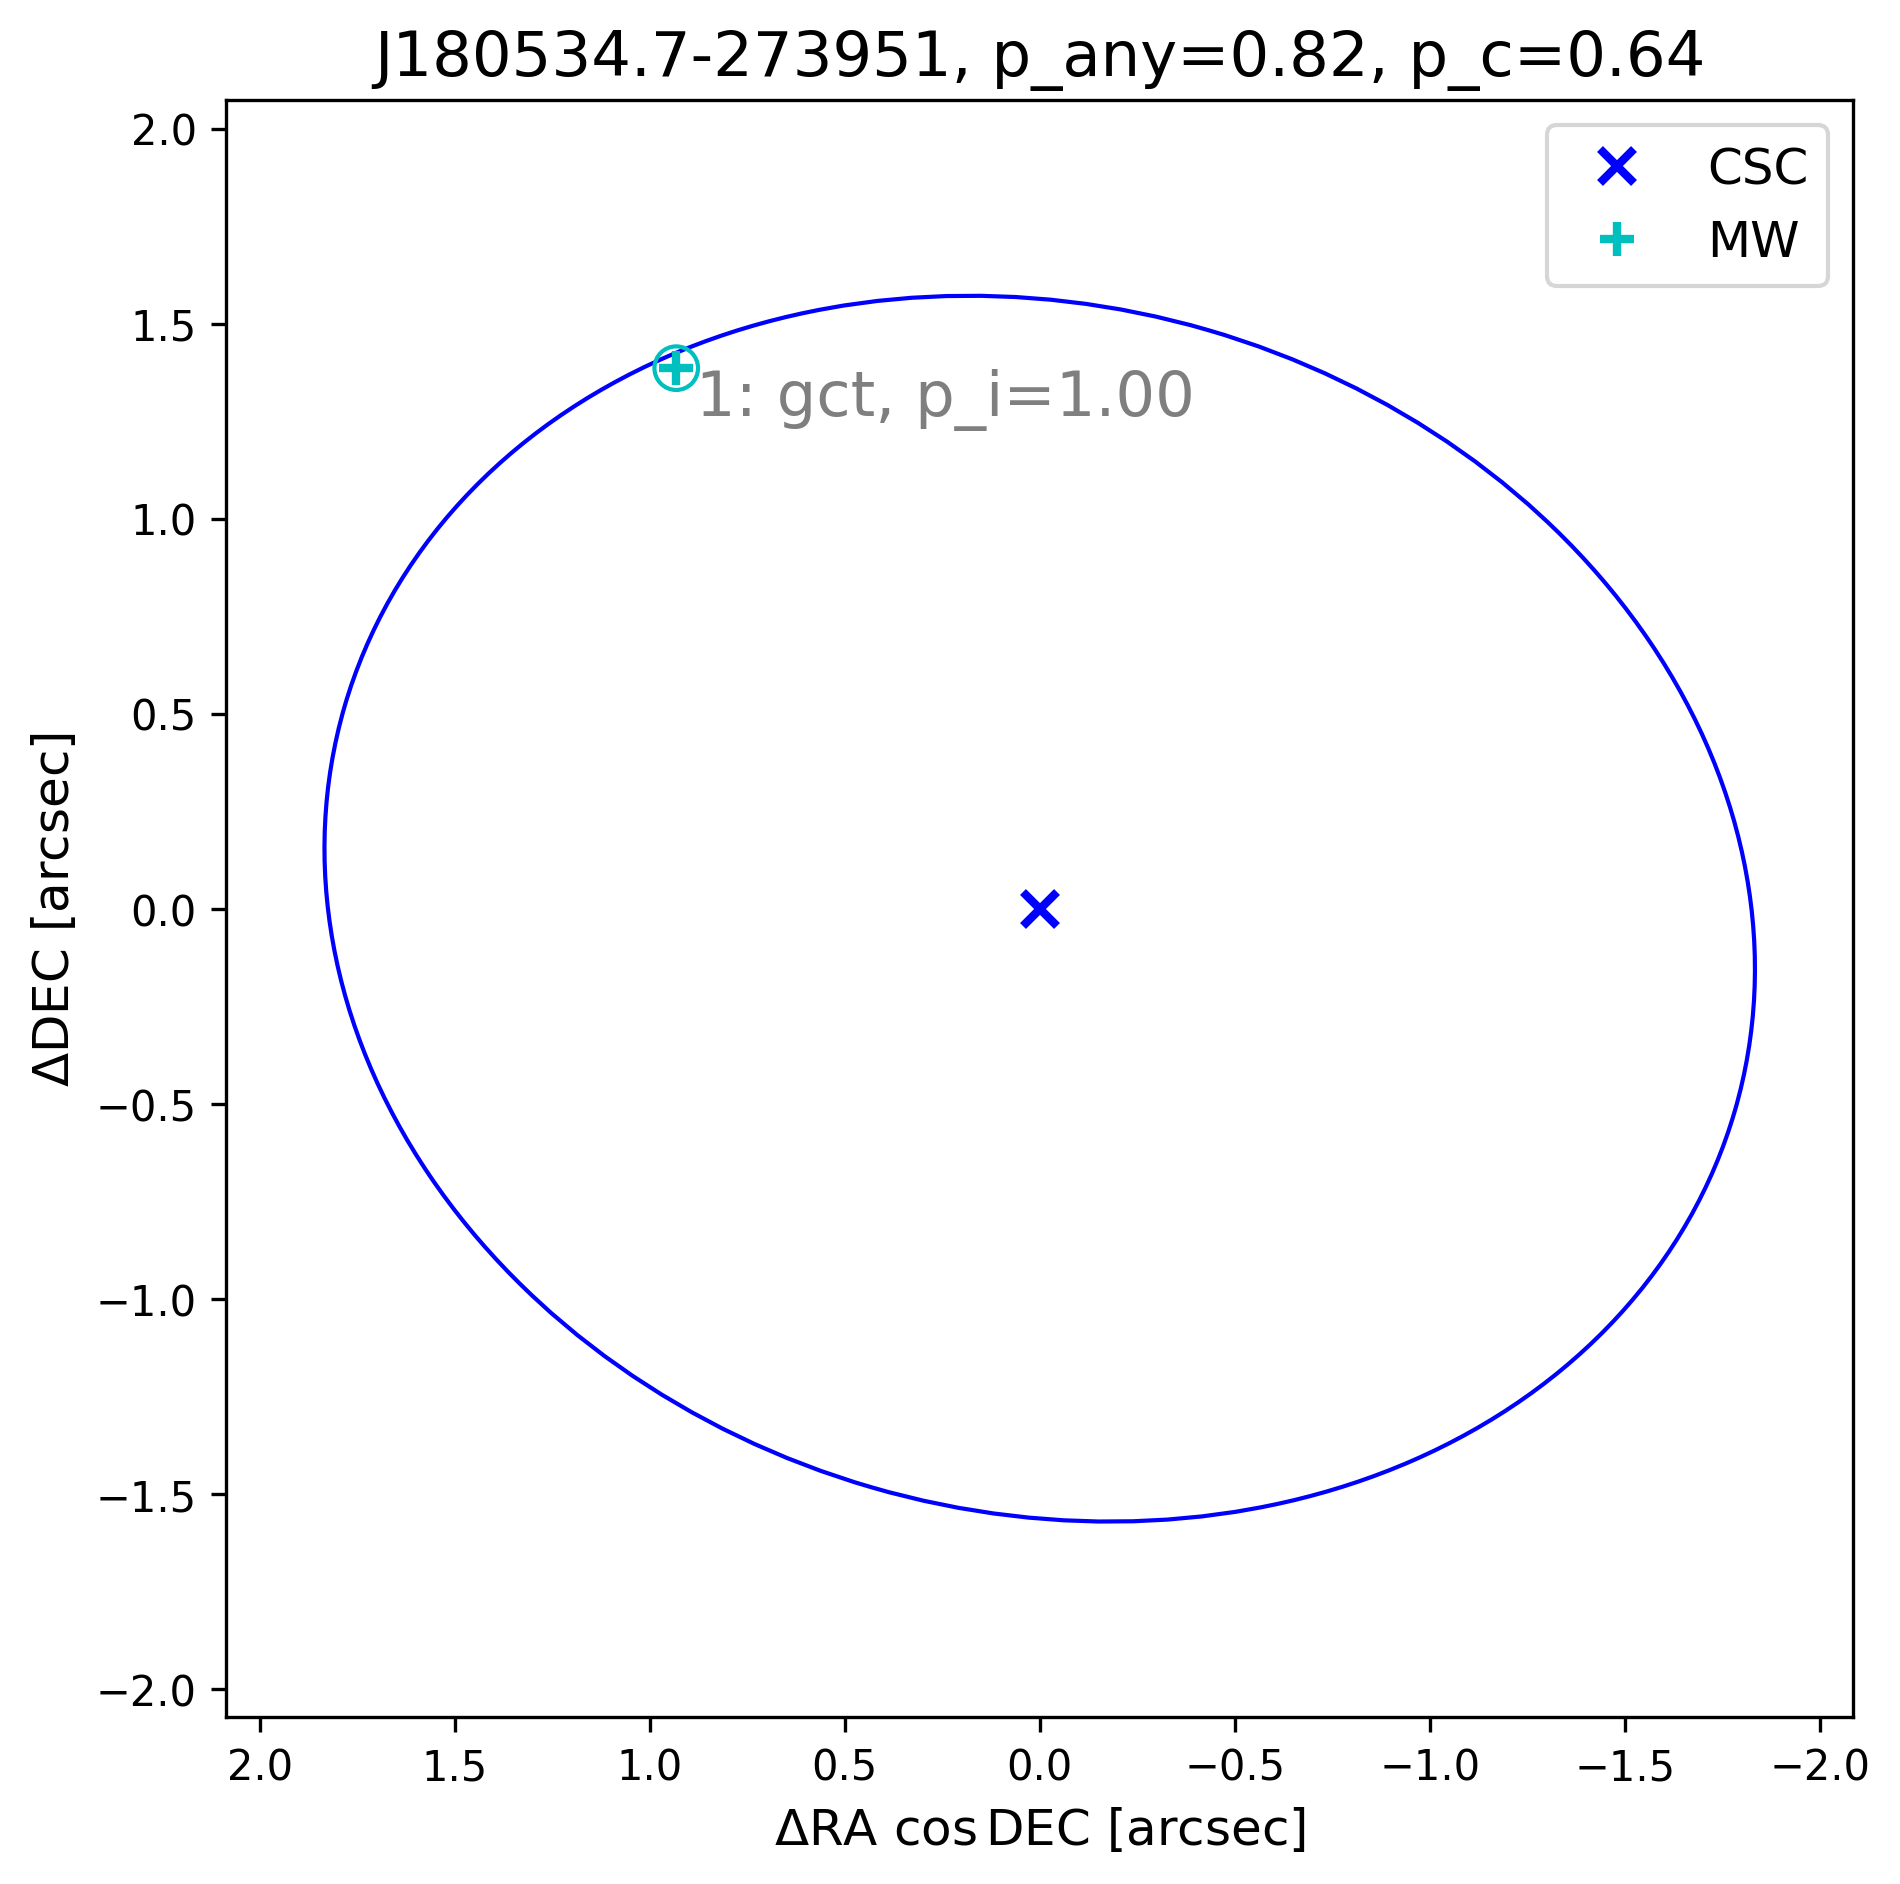 J180534.7-273951, p_any=0.82, p_c=0.64
CSC
MW
1: gct, p_i=1.00
2.0
1.5
1.0
0.5
0.0
−0.5
−1.0
−1.5
−2.0
ΔDEC [arcsec]
2.0 1.5 1.0 0.5 0.0 −0.5 −1.0 −1.5 −2.0
ΔRA cos DEC [arcsec]